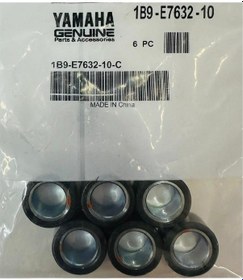 YAMAHA
GENUINE
Parts & Accessories
1B9-E7632-10
6 PC
1B9-E7632-10-C
MADE IN China